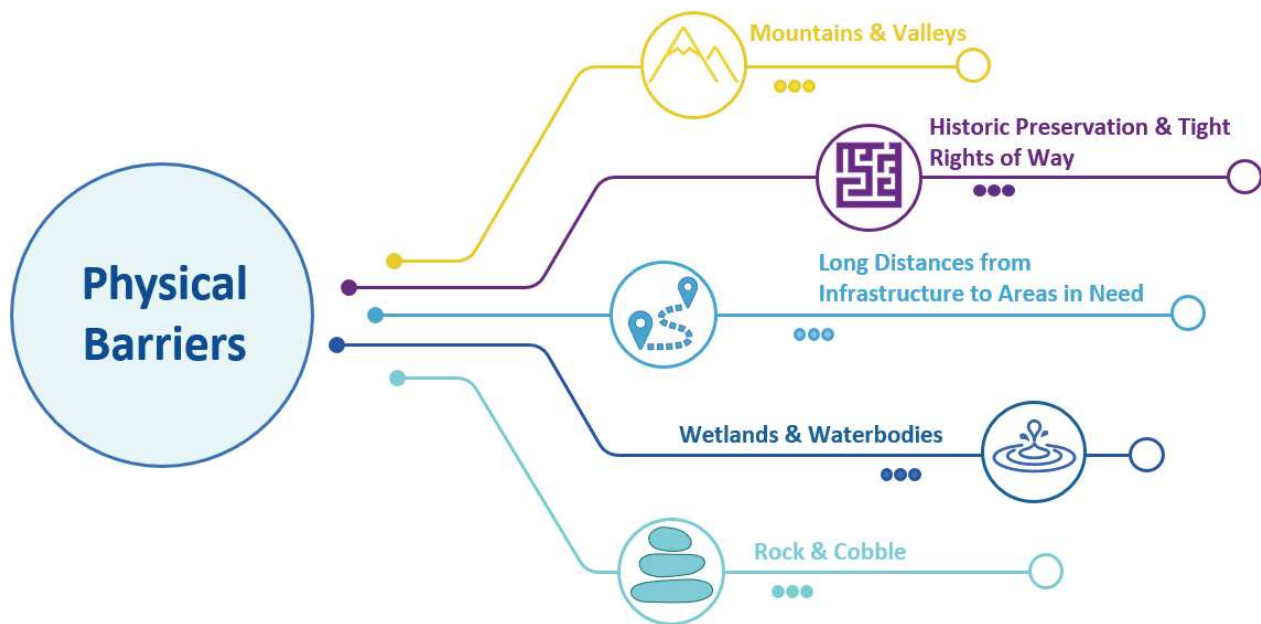 Physical
Barriers
Mountains & Valleys
Historic Preservation & Tight
Rights of Way
Long Distances from
Infrastructure to Areas in Need
Wetlands & Waterbodies
Rock & Cobble